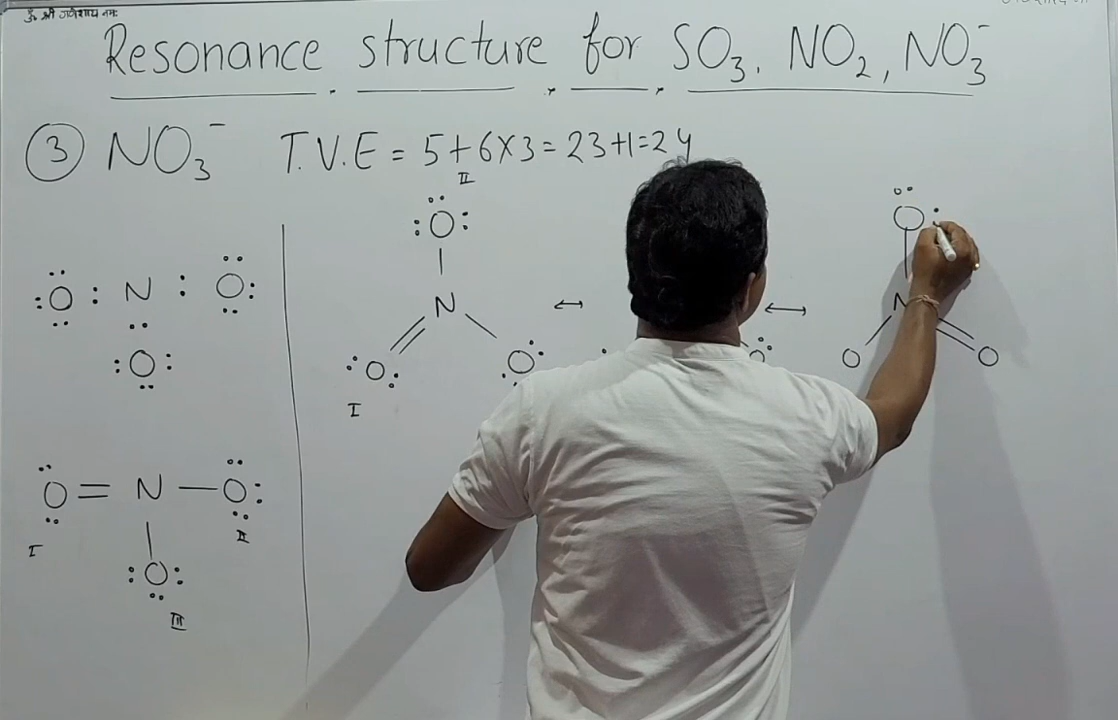 ॐ श्री गणेशाय नमः
Resonance structure for SO₃, NO₂, NO₃⁻
③ NO₃⁻ T.V.E = 5+6×3=23+1=24
II
:Ö:
:Ö: : N : Ö:
:Ö:
N
O O
I
O N O
O O
Ö = N — Ö:
I II
:O:
III